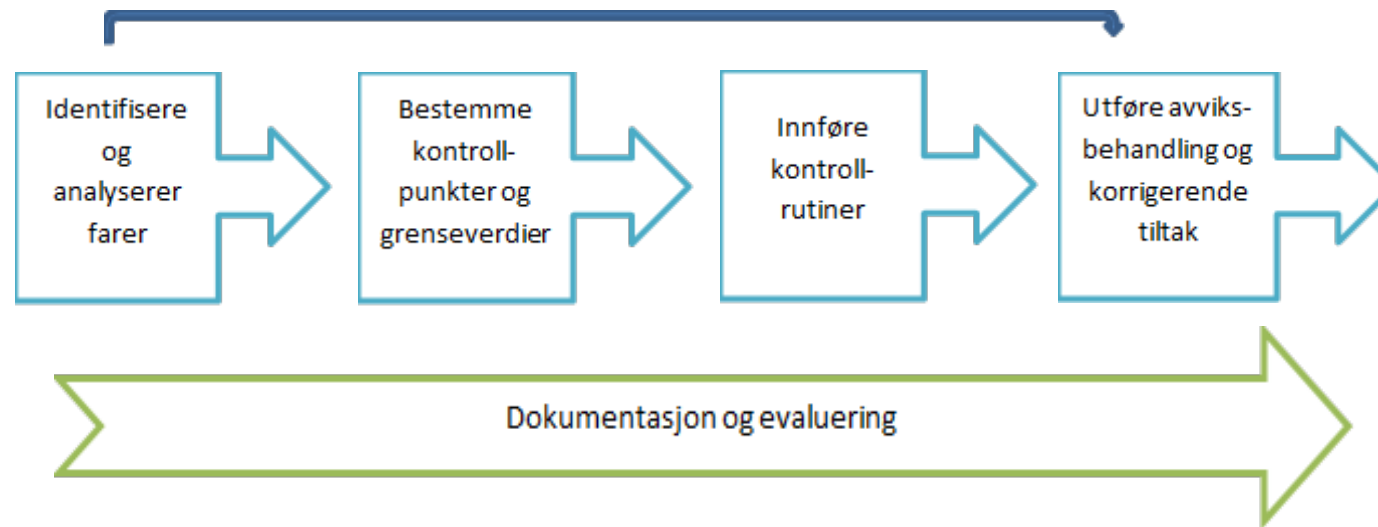 Identifisere
og
analyserer
farer
Bestemme
kontroll-
punkter og
grenseverdier
Innføre
kontroll-
rutiner
Utføre avviks-
behandling og
korrigerende
tiltak
Dokumentasjon og evaluering